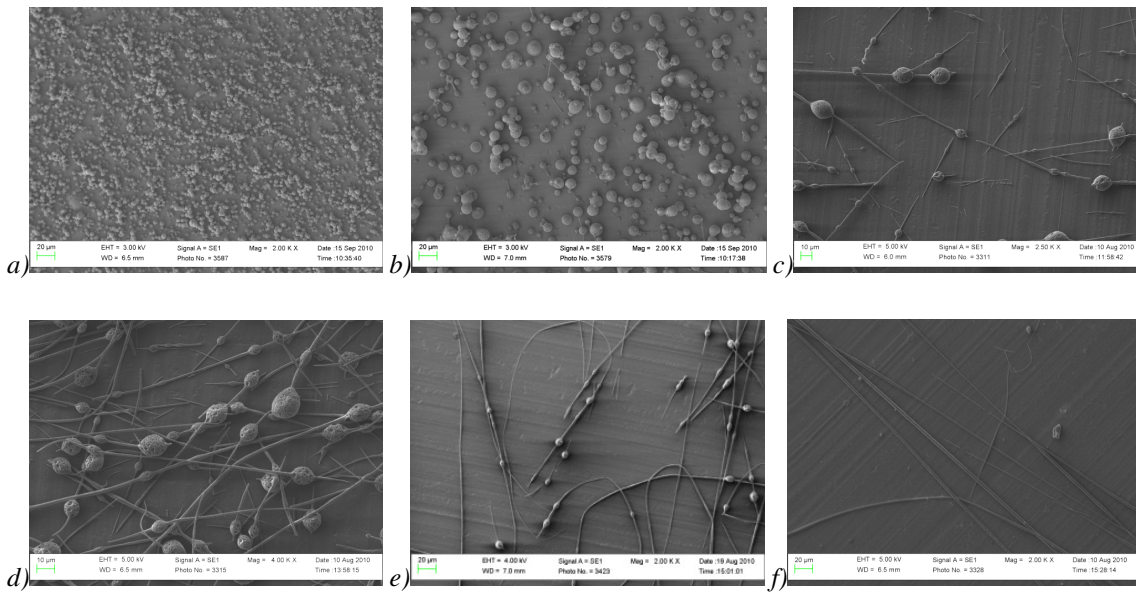 20 µm EHT = 3.00 kV Signal A = SE1 Mag = 2.00 K X Date :15 Sep 2010
WD = 6.5 mm Photo No. = 3587 Time :10:35:40
a)
20 µm EHT = 3.00 kV Signal A = SE1 Mag = 2.00 K X Date :15 Sep 2010
WD = 7.0 mm Photo No. = 3579 Time :10:17:38
b)
10 µm EHT = 5.00 kV Signal A = SE1 Mag = 2.50 K X Date :10 Aug 2010
WD = 6.0 mm Photo No. = 3311 Time :11:58:42
c)
10 µm EHT = 5.00 kV Signal A = SE1 Mag = 4.00 K X Date :10 Aug 2010
WD = 6.5 mm Photo No. = 3315 Time :13:58:15
d)
20 µm EHT = 4.00 kV Signal A = SE1 Mag = 2.00 K X Date :19 Aug 2010
WD = 7.0 mm Photo No. = 3423 Time :15:01:01
e)
20 µm EHT = 5.00 kV Signal A = SE1 Mag = 2.00 K X Date :10 Aug 2010
WD = 6.5 mm Photo No. = 3328 Time :15:28:14
f)